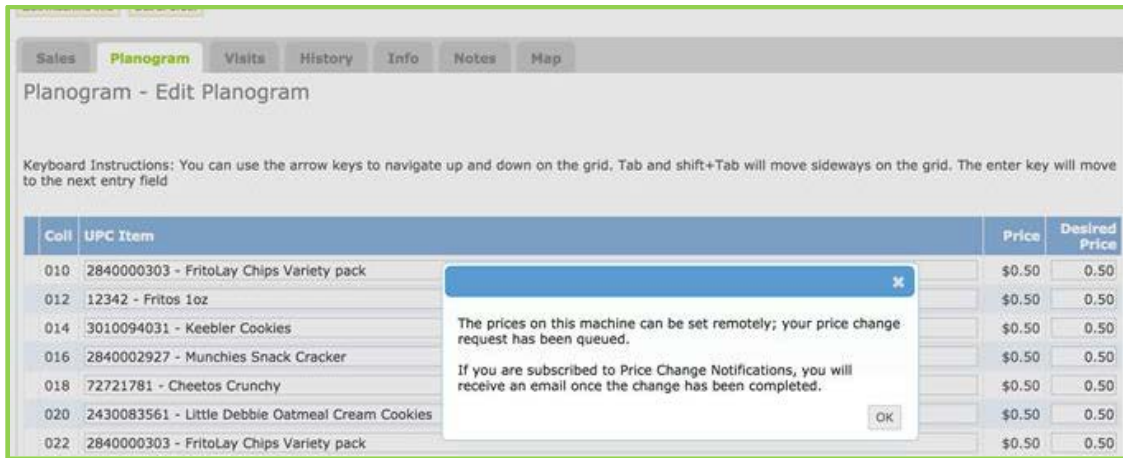 Sales Planogram Visits History Info Notes Map
Planogram - Edit Planogram
Keyboard Instructions: You can use the arrow keys to navigate up and down on the grid. Tab and shift+Tab will move sideways on the grid. The enter key will move
to the next entry field
Coil UPC Item Price Desired Price
010 2840000303 - FritoLay Chips Variety pack $0.50 0.50
012 12342 - Fritos 1oz $0.50 0.50
014 3010094031 - Keebler Cookies $0.50 0.50
016 2840002927 - Munchies Snack Cracker $0.50 0.50
018 72721781 - Cheetos Crunchy $0.50 0.50
020 2430083561 - Little Debbie Oatmeal Cream Cookies $0.50 0.50
022 2840000303 - FritoLay Chips Variety pack $0.50 0.50
The prices on this machine can be set remotely; your price change
request has been queued.
If you are subscribed to Price Change Notifications, you will
receive an email once the change has been completed.
OK